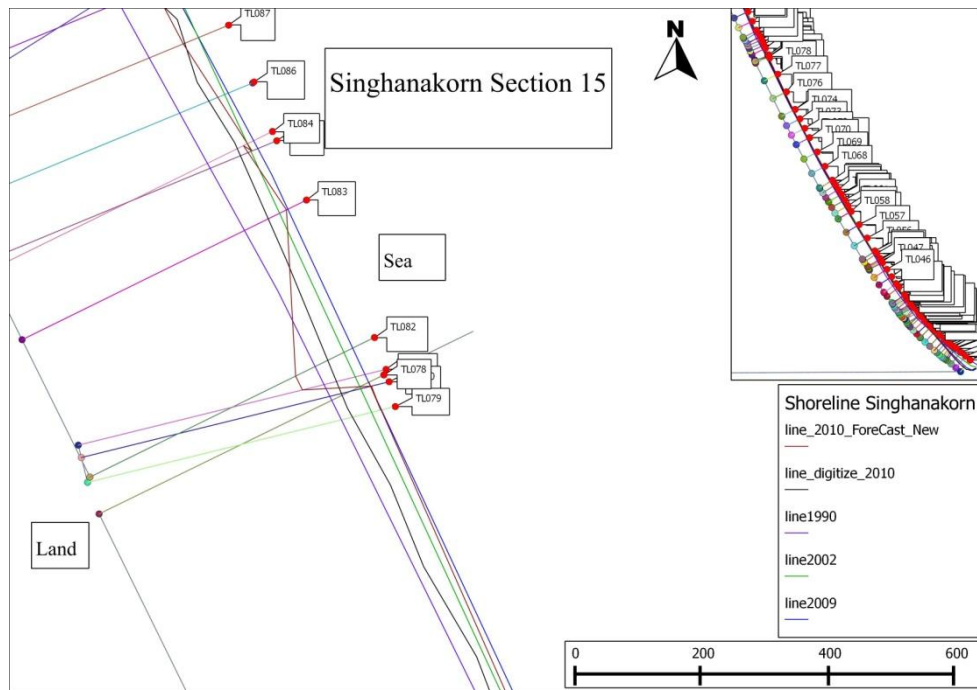 TL087
TL086
TL084
TL083
TL082
TL078
TL079
Singhanakorn Section 15
Sea
Land
N
TL078
TL077
TL076
TL074
TL070
TL069
TL068
TL058
TL057
TL047
TL046
Shoreline Singhanakorn
line_2010_ForeCast_New
line_digitize_2010
line1990
line2002
line2009
0 200 400 600